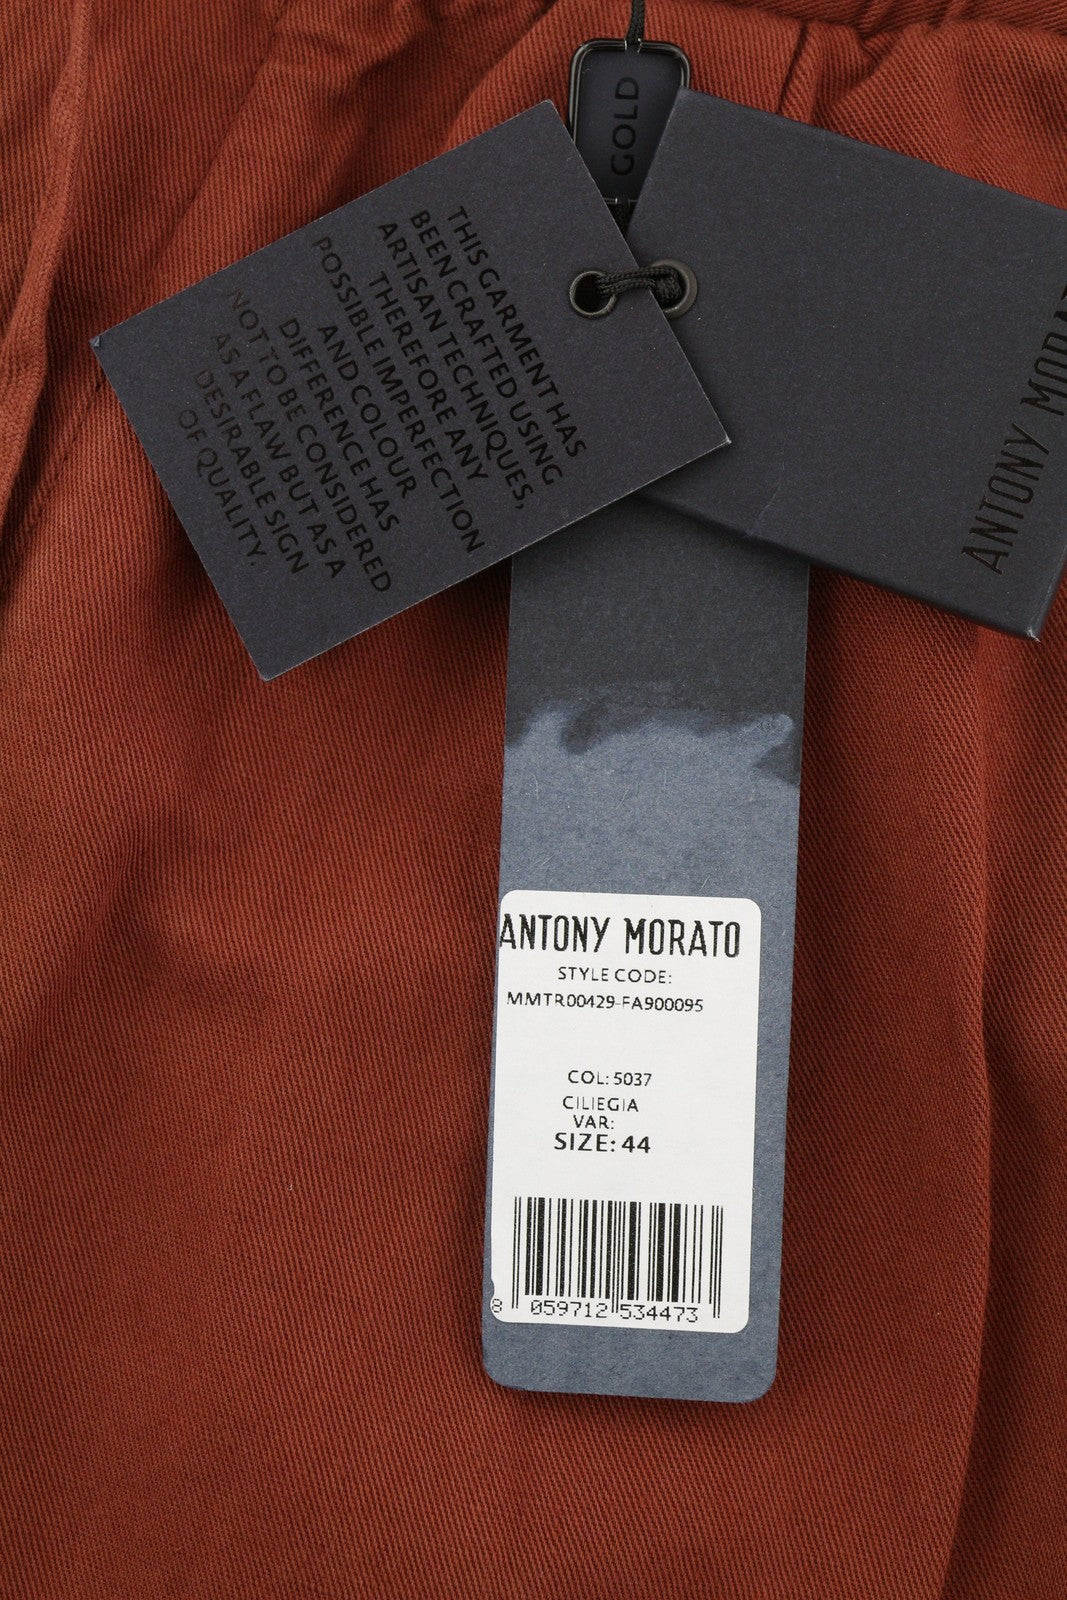 GOLD
THIS GARMENT HAS
BEEN CRAFTED USING
ARTISAN TECHNIQUES,
THEREFORE ANY
POSSIBLE IMPERFECTION
AND COLOUR
DIFFERENCE HAS
NOT TO BE CONSIDERED
AS A FLAW BUT AS A
DESIRABLE SIGN
OF QUALITY.
ANTONY MORAT
ANTONY MORATO
STYLE CODE:
MMTR00429-FA900095
COL: 5037
CILIEGIA
VAR:
SIZE: 44
8 059712 534473